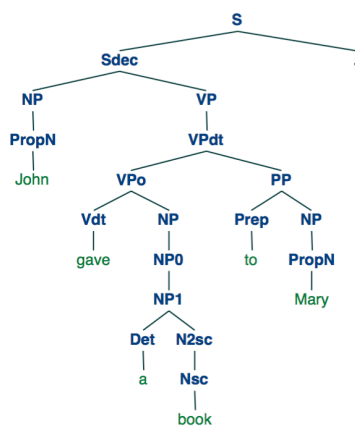 S
Sdec
NP VP
PropN VPdt
John VPo PP
Vdt NP Prep NP
gave NP0 to PropN
NP1 Mary
Det N2sc
a Nsc
book